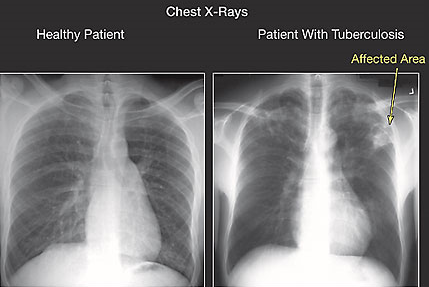 Chest X-Rays
Healthy Patient
Patient With Tuberculosis
Affected Area